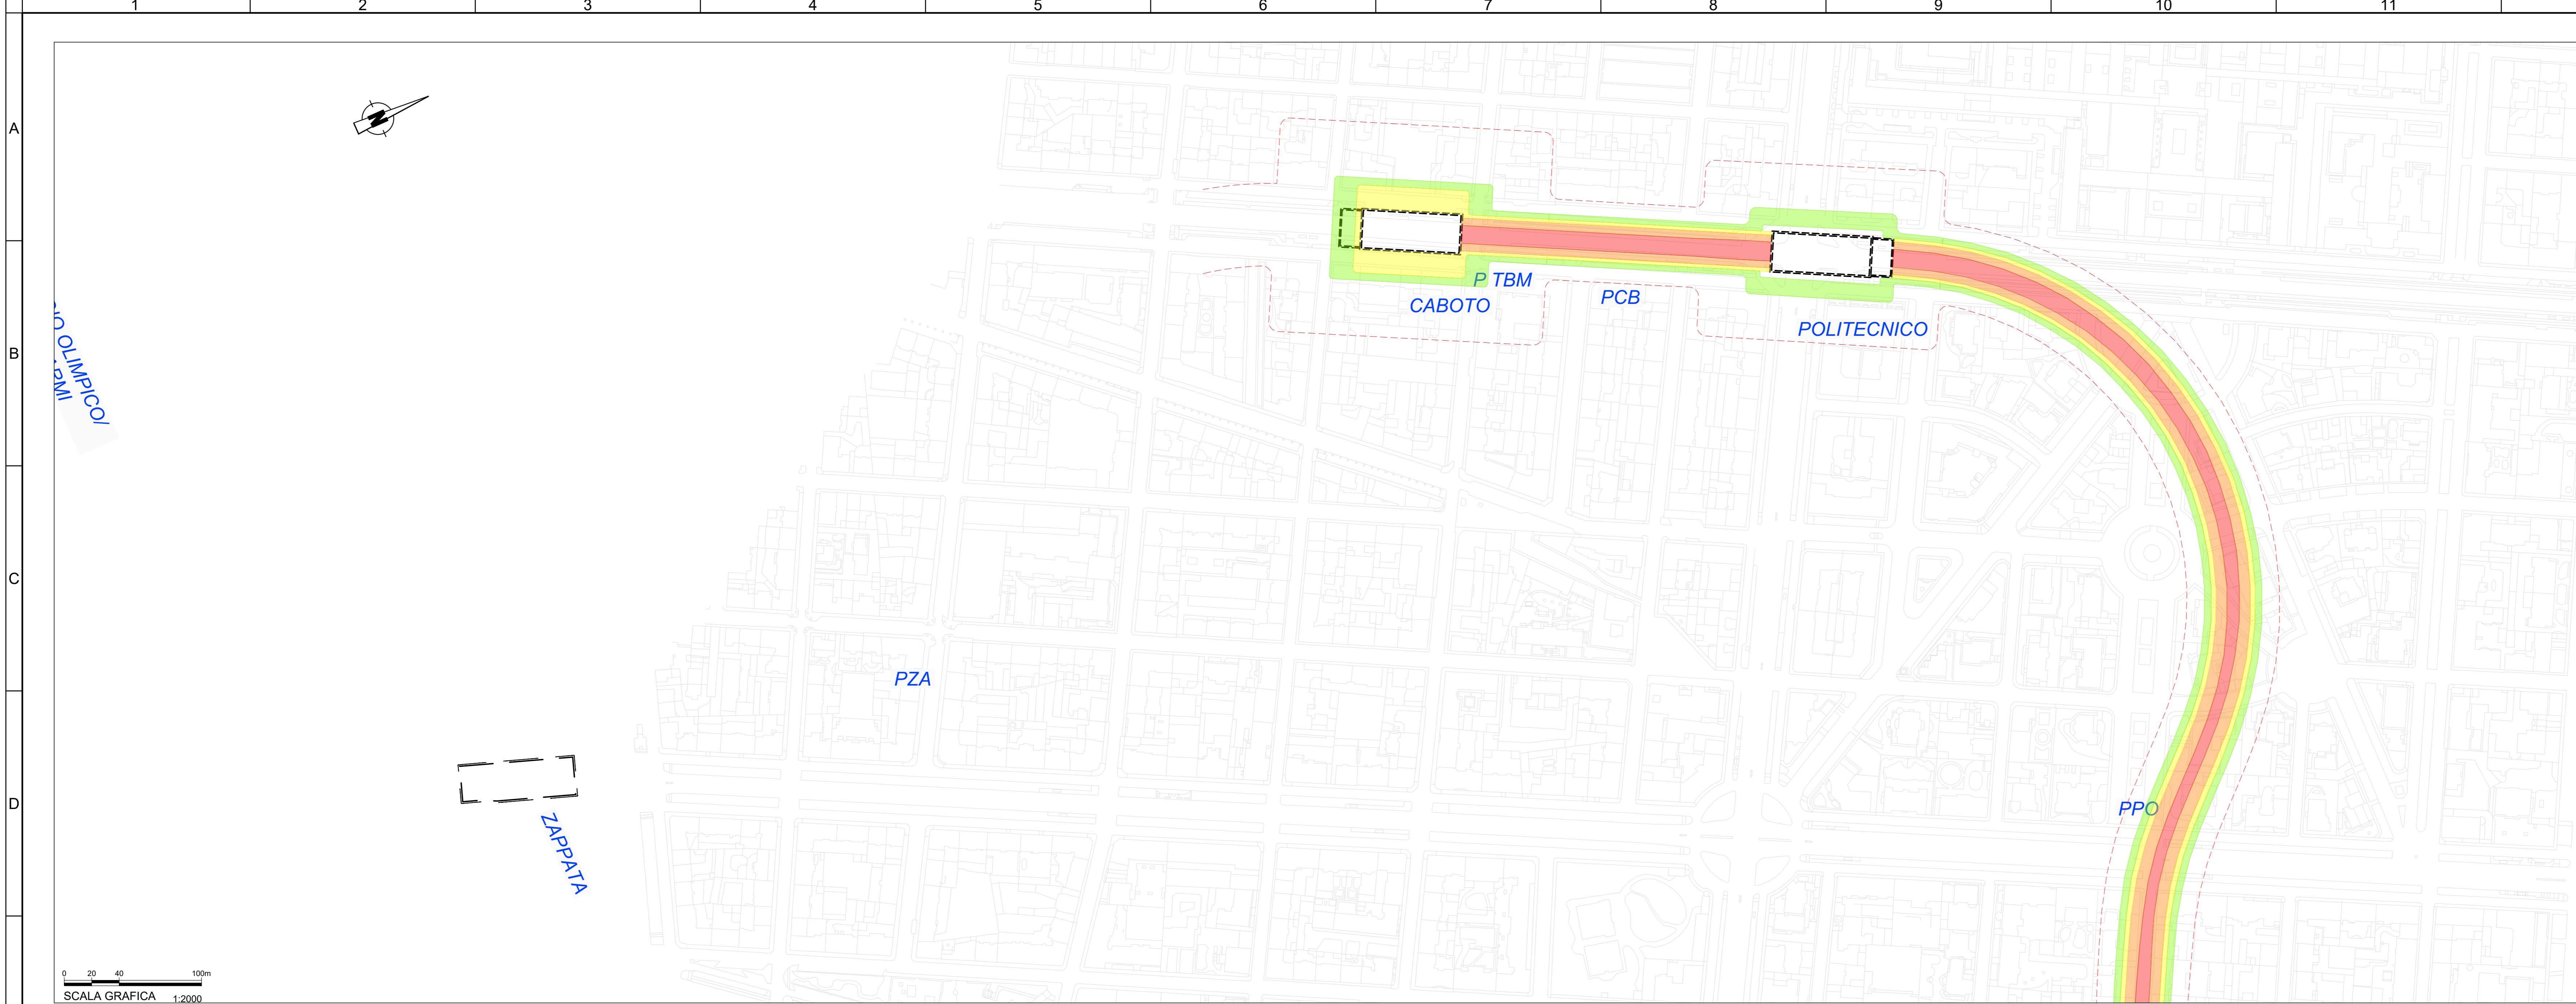 1 2 3 4 5 6 7 8 9 10 11
A
N
P TBM
CABOTO
PCB
POLITECNICO
B
OLIMPICO/
C
PZA
D
PPO
ZAPPATA
0 20 40 100m
SCALA GRAFICA 1:2000